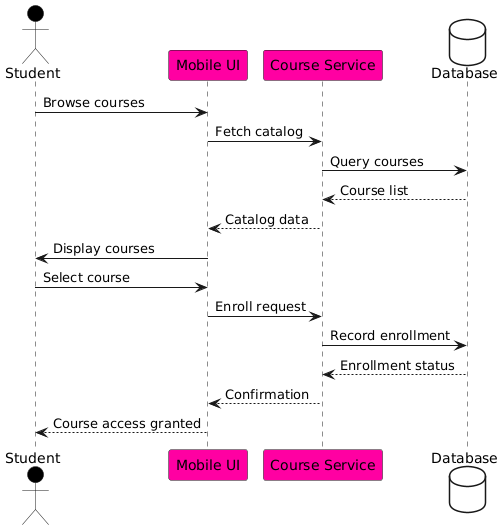 Student
Mobile UI
Course Service
Database
Browse courses
Fetch catalog
Query courses
Course list
Catalog data
Display courses
Select course
Enroll request
Record enrollment
Enrollment status
Confirmation
Course access granted
Student
Mobile UI
Course Service
Database